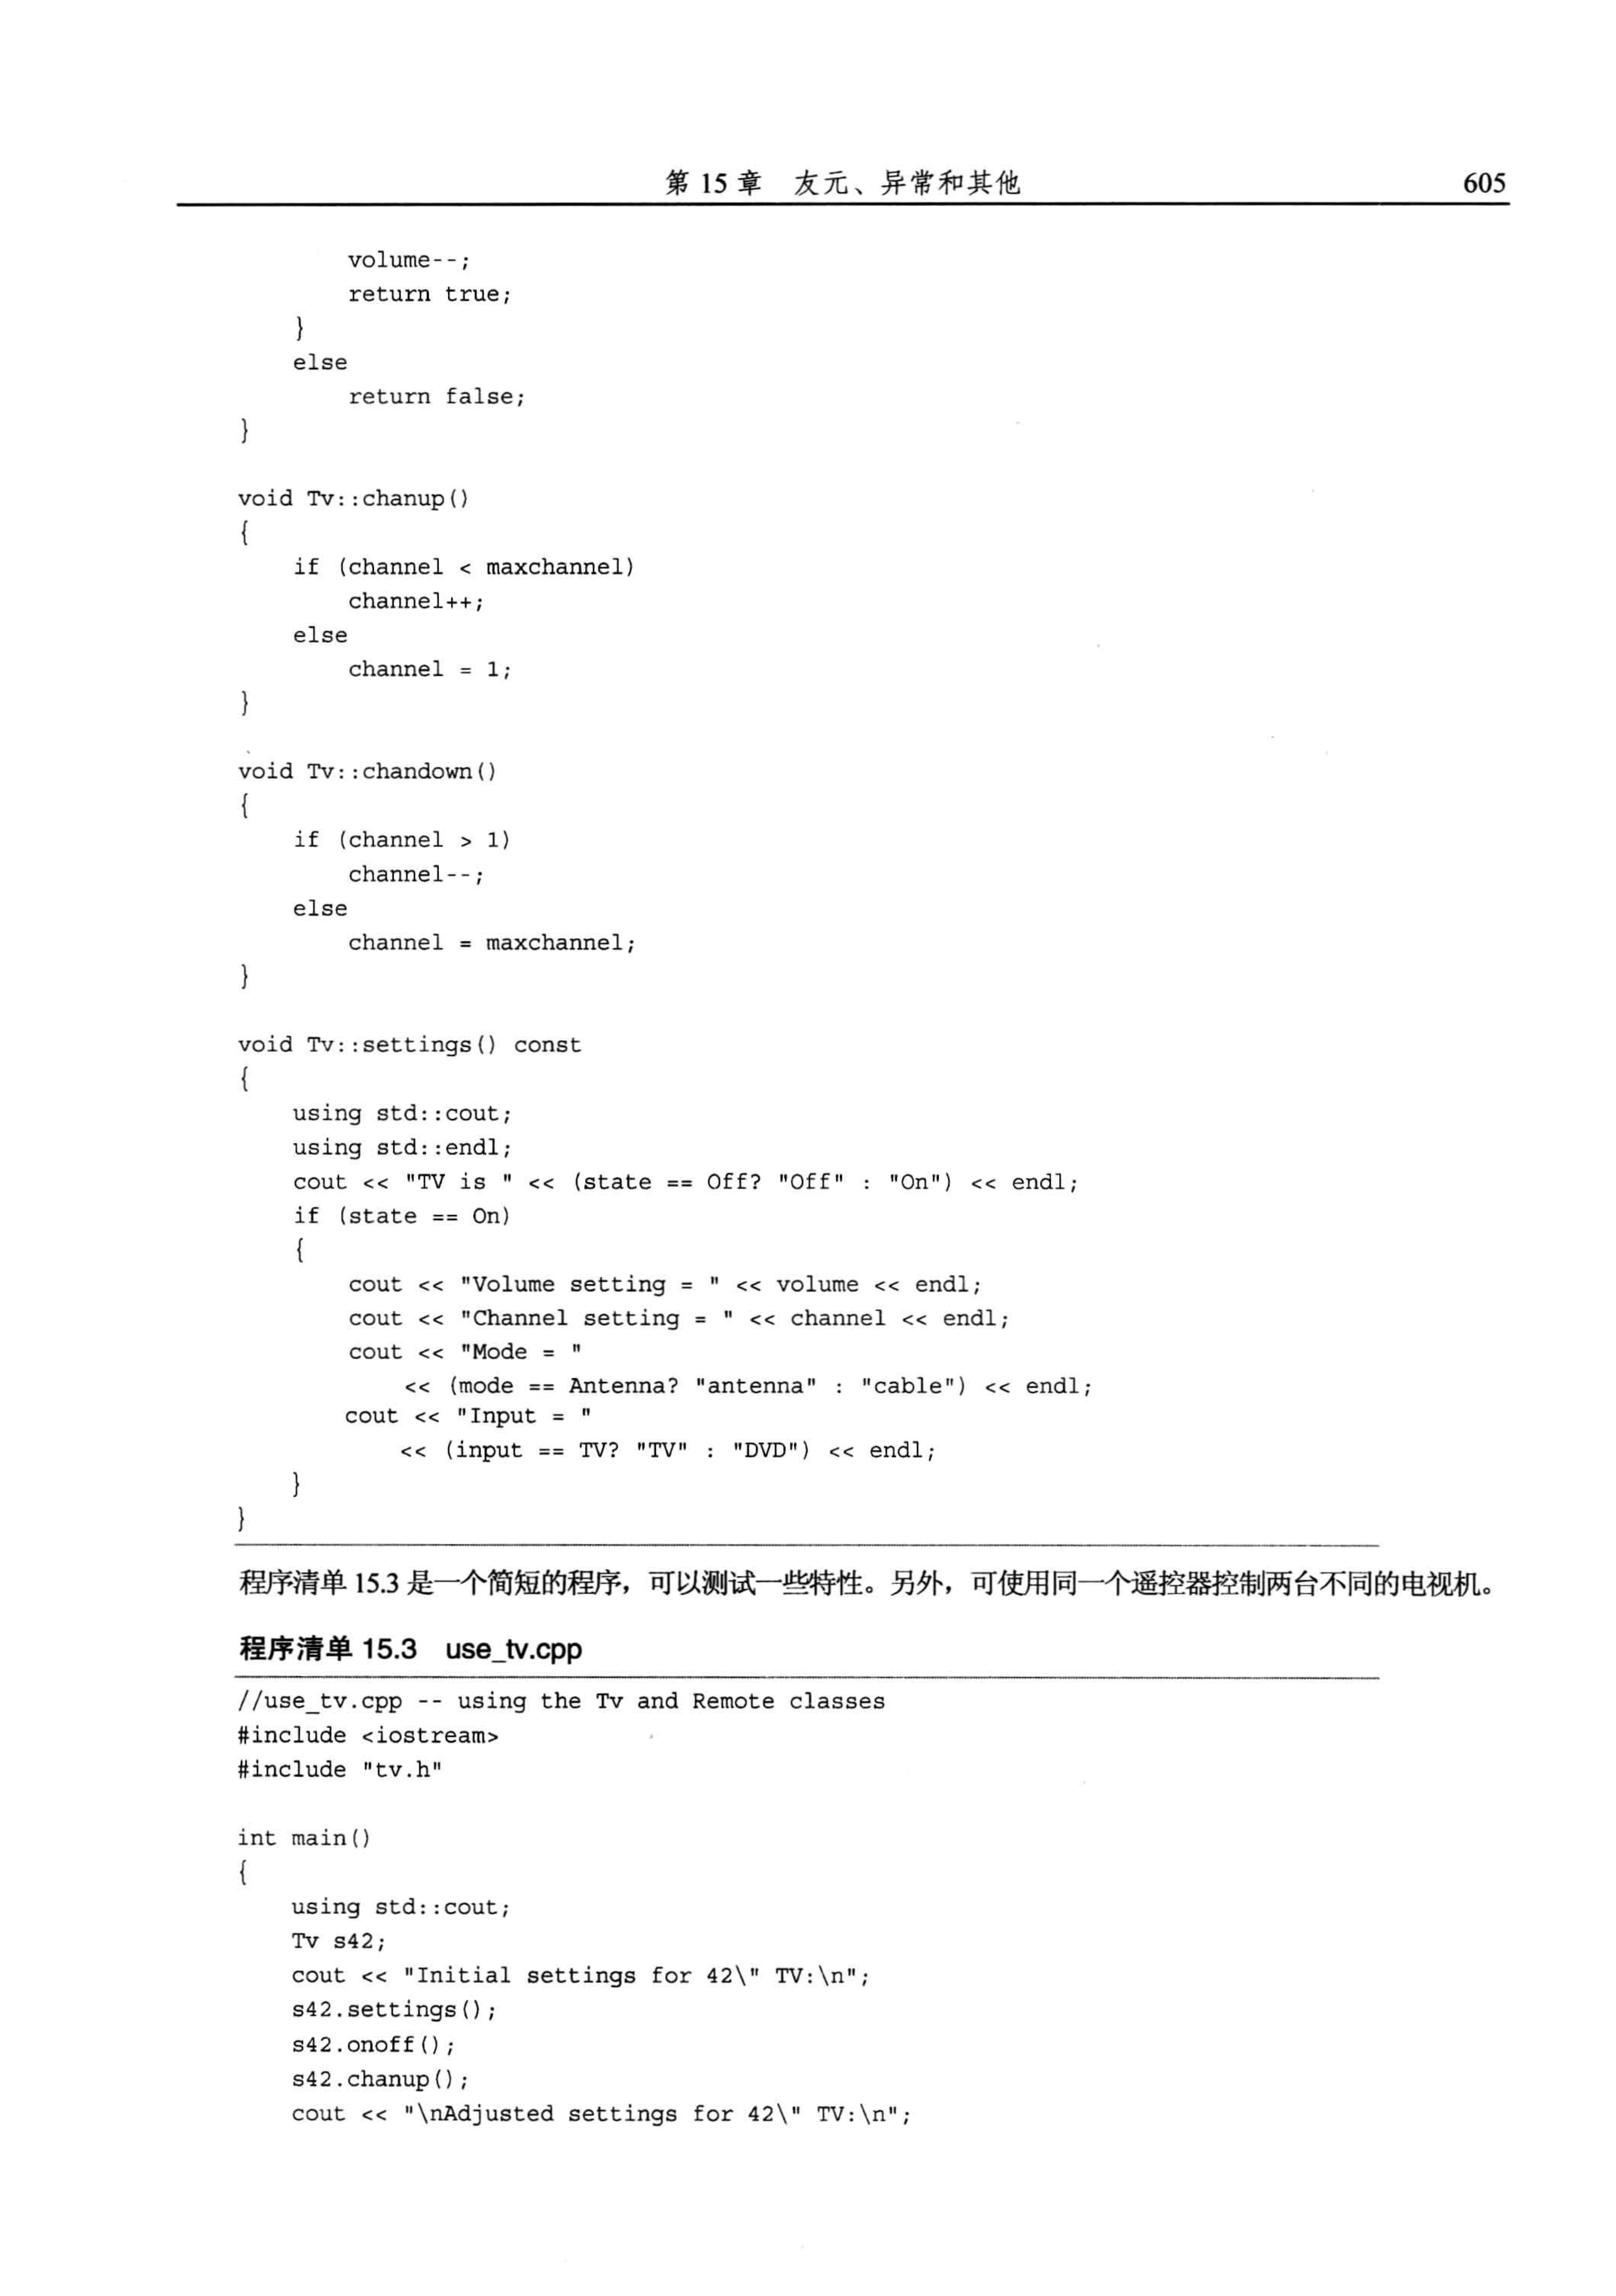 第 15 章 友元、异常和其他 605
        volume--;
        return true;
    }
    else
        return false;
}

void Tv::chanup()
{
    if (channel < maxchannel)
        channel++;
    else
        channel = 1;
}

void Tv::chandown()
{
    if (channel > 1)
        channel--;
    else
        channel = maxchannel;
}

void Tv::settings() const
{
    using std::cout;
    using std::endl;
    cout << "TV is " << (state == Off? "Off" : "On") << endl;
    if (state == On)
    {
        cout << "Volume setting = " << volume << endl;
        cout << "Channel setting = " << channel << endl;
        cout << "Mode = "
            << (mode == Antenna? "antenna" : "cable") << endl;
        cout << "Input = "
            << (input == TV? "TV" : "DVD") << endl;
    }
}
程序清单 15.3 是一个简短的程序，可以测试一些特性。另外，可使用同一个遥控器控制两台不同的电视机。
程序清单 15.3 use_tv.cpp
//use_tv.cpp -- using the Tv and Remote classes
#include <iostream>
#include "tv.h"

int main()
{
    using std::cout;
    Tv s42;
    cout << "Initial settings for 42\" TV:\n";
    s42.settings();
    s42.onoff();
    s42.chanup();
    cout << "\nAdjusted settings for 42\" TV:\n";